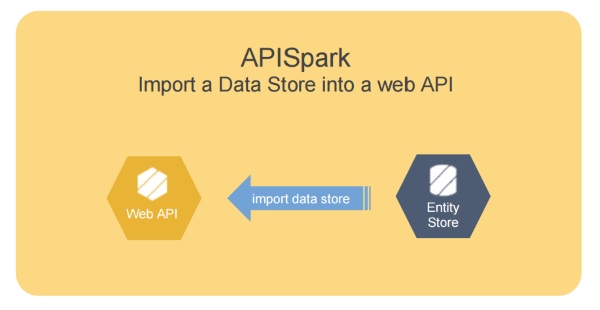 APISpark
Import a Data Store into a web API
Web API
import data store
Entity
Store